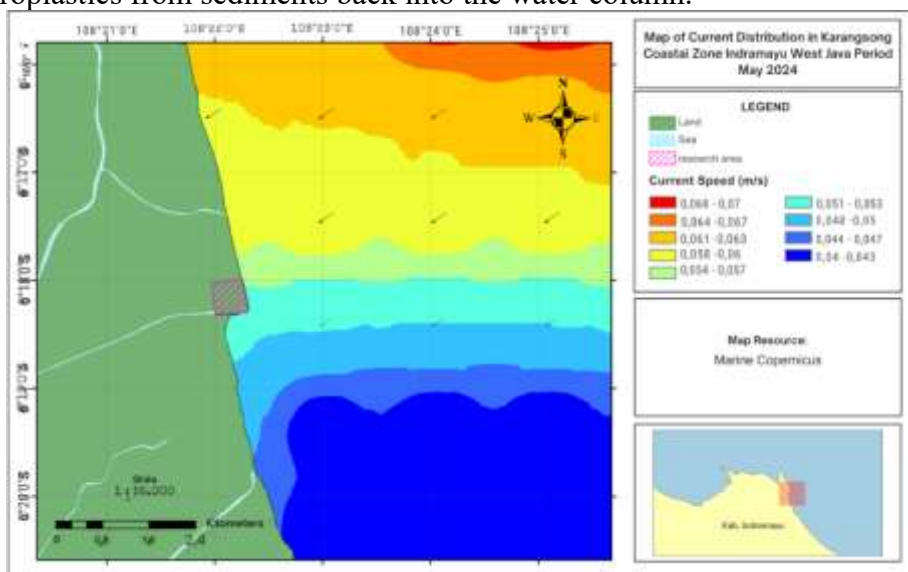 roplastics from sediments back into the water column.
108°21'0"E 108°22'0"E 108°23'0"E 108°24'0"E 108°25'0"E
Map of Current Distribution in Karangsong
Coastal Zone Indramayu West Java Period
May 2024
N
W
S
LEGEND
Land
Sea
research area
Current Speed (m/s)
0,068 - 0,07
0,064 - 0,067
0,061 - 0,063
0,058 - 0,06
0,054 - 0,057
0,051 - 0,053
0,048 - 0,05
0,044 - 0,047
0,04 - 0,043
Map Resource:
Marine Copernicus
Scale
Kilometers
0
Kab. Indramayu